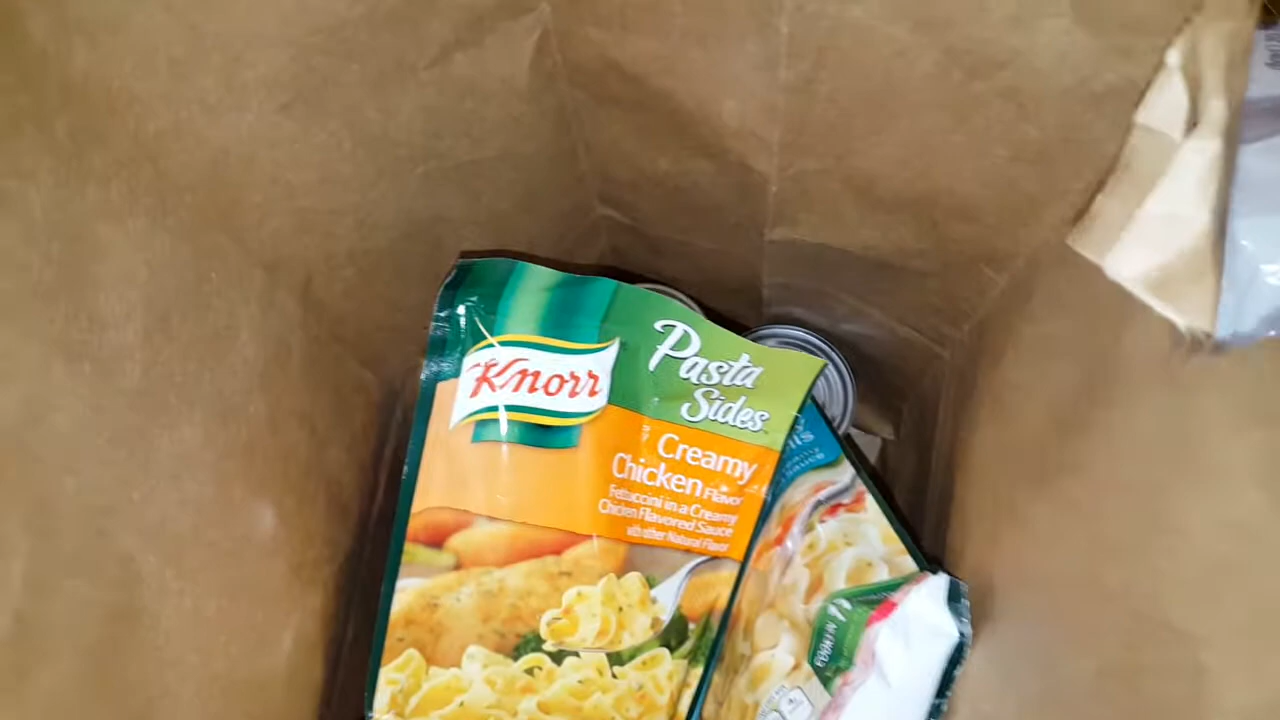 Knorr
Pasta
Sides
Creamy
Chicken Flavor
Fettuccini in a Creamy
Chicken Flavored Sauce
with other Natural Flavor